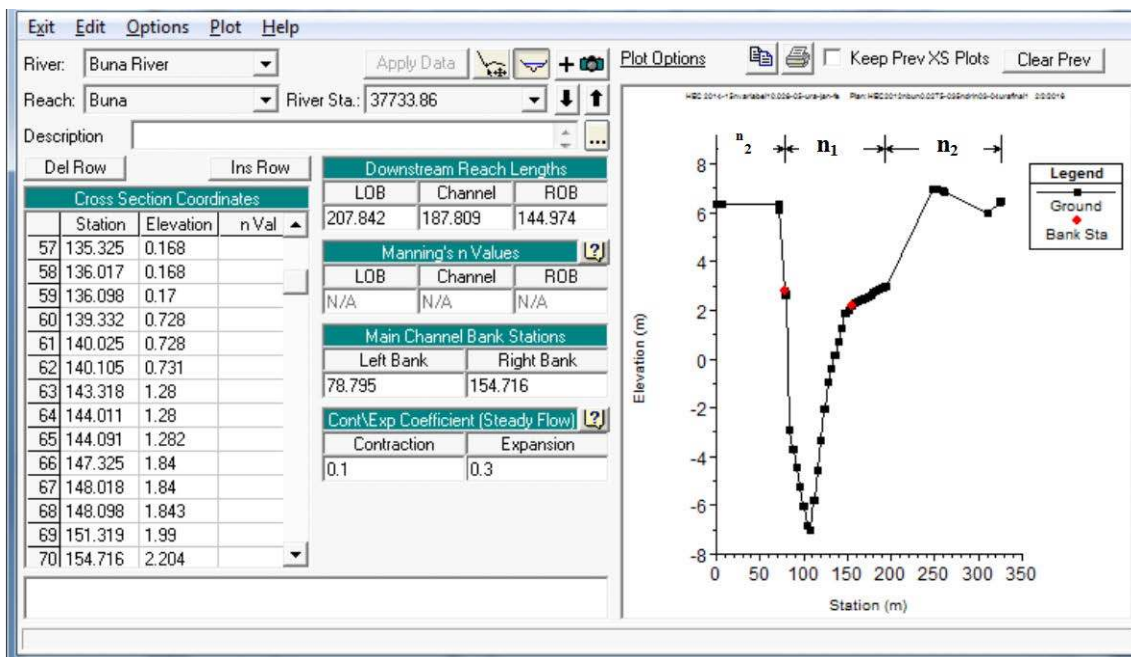 Exit Edit Options Plot Help
River: Buna River
Apply Data
Reach: Buna River Sta.: 37733.86
Description ...
Del Row Ins Row
Cross Section Coordinates
Station Elevation n Val
57 135.325 0.168
58 136.017 0.168
59 136.098 0.17
60 139.332 0.728
61 140.025 0.728
62 140.105 0.731
63 143.318 1.28
64 144.011 1.28
65 144.091 1.282
66 147.325 1.84
67 148.018 1.84
68 148.098 1.843
69 151.319 1.99
70 154.716 2.204
Downstream Reach Lengths
LOB Channel ROB
207.842 187.809 144.974
Manning's n Values
LOB Channel ROB
N/A N/A N/A
Main Channel Bank Stations
Left Bank Right Bank
78.795 154.716
Cont\Exp Coefficient (Steady Flow)
Contraction Expansion
0.1 0.3
Plot Options Keep Prev XS Plots Clear Prev
n2 n1 n2
Legend
Ground
Bank Sta
8
6
4
2
0
-2
-4
-6
-8
Elevation (m)
0 50 100 150 200 250 300 350
Station (m)